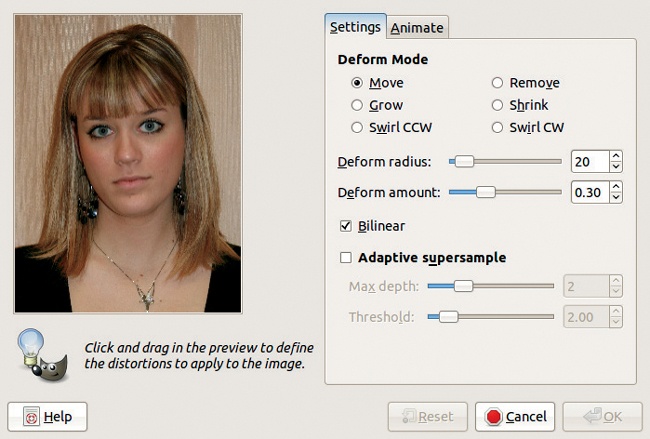 Settings Animate
Deform Mode
Move Remove
Grow Shrink
Swirl CCW Swirl CW
Deform radius: 20
Deform amount: 0.30
Bilinear
Adaptive supersample
Max depth: 2
Threshold: 2.00
Click and drag in the preview to define
the distortions to apply to the image.
Help Reset Cancel OK